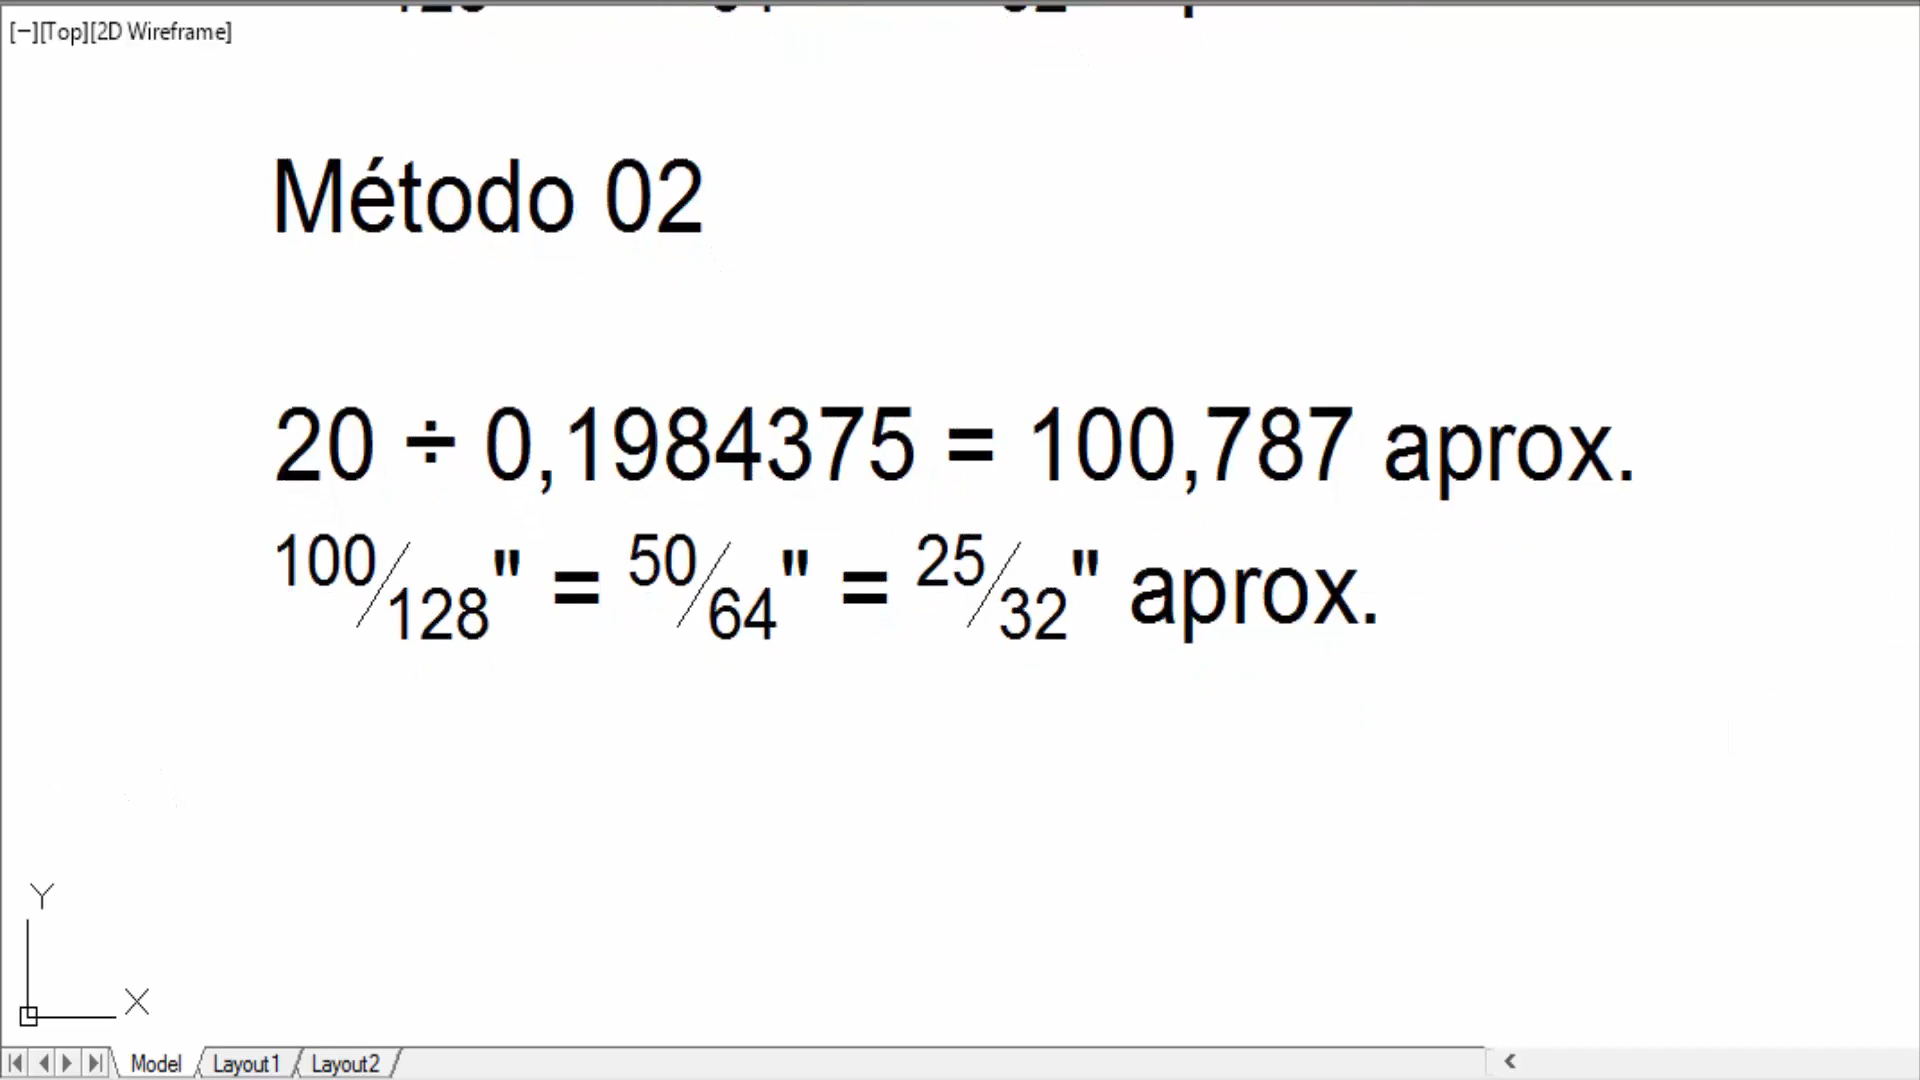 [−][Top][2D Wireframe]
Método 02
20 ÷ 0,1984375 = 100,787 aprox.
100/128" = 50/64" = 25/32" aprox.
Y
X
Model Layout1 Layout2